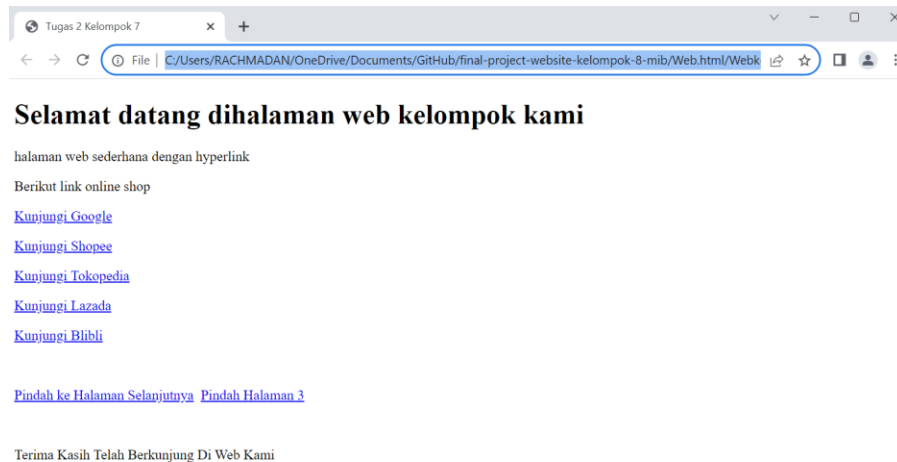 Tugas 2 Kelompok 7
File | C:/Users/RACHMADAN/OneDrive/Documents/GitHub/final-project-website-kelompok-8-mib/Web.html/Webk
Selamat datang dihalaman web kelompok kami
halaman web sederhana dengan hyperlink
Berikut link online shop
Kunjungi Google
Kunjungi Shopee
Kunjungi Tokopedia
Kunjungi Lazada
Kunjungi Blibli
Pindah ke Halaman Selanjutnya Pindah Halaman 3
Terima Kasih Telah Berkunjung Di Web Kami